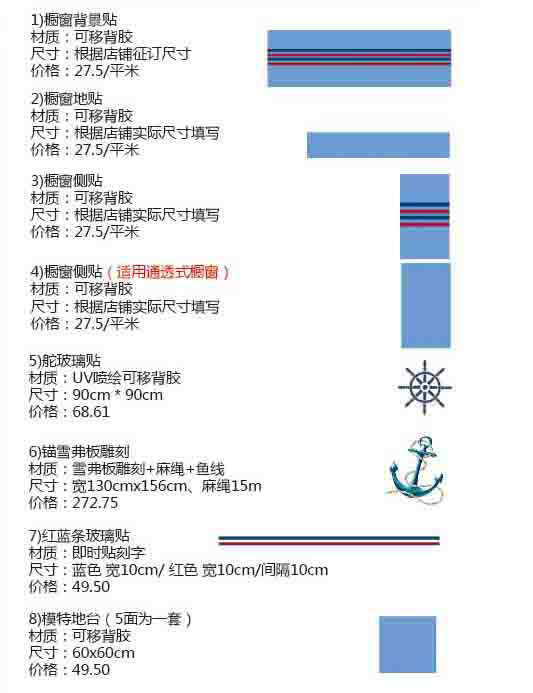 1)橱窗背景贴
材质：可移背胶
尺寸：根据店铺征订尺寸
价格：27.5/平米
2)橱窗地贴
材质：可移背胶
尺寸：根据店铺实际尺寸填写
价格：27.5/平米
3)橱窗侧贴
材质：可移背胶
尺寸：根据店铺实际尺寸填写
价格：27.5/平米
4)橱窗侧贴（适用通透式橱窗）
材质：可移背胶
尺寸：根据店铺实际尺寸填写
价格：27.5/平米
5)舵玻璃贴
材质：UV喷绘可移背胶
尺寸：90cm * 90cm
价格：68.61
6)锚雪弗板雕刻
材质：雪弗板雕刻+麻绳+鱼线
尺寸：宽130cmx156cm、麻绳15m
价格：272.75
7)红蓝条玻璃贴
材质：即时贴刻字
尺寸：蓝色 宽10cm/ 红色 宽10cm/间隔10cm
价格：49.50
8)模特地台（5面为一套）
材质：可移背胶
尺寸：60x60cm
价格：49.50